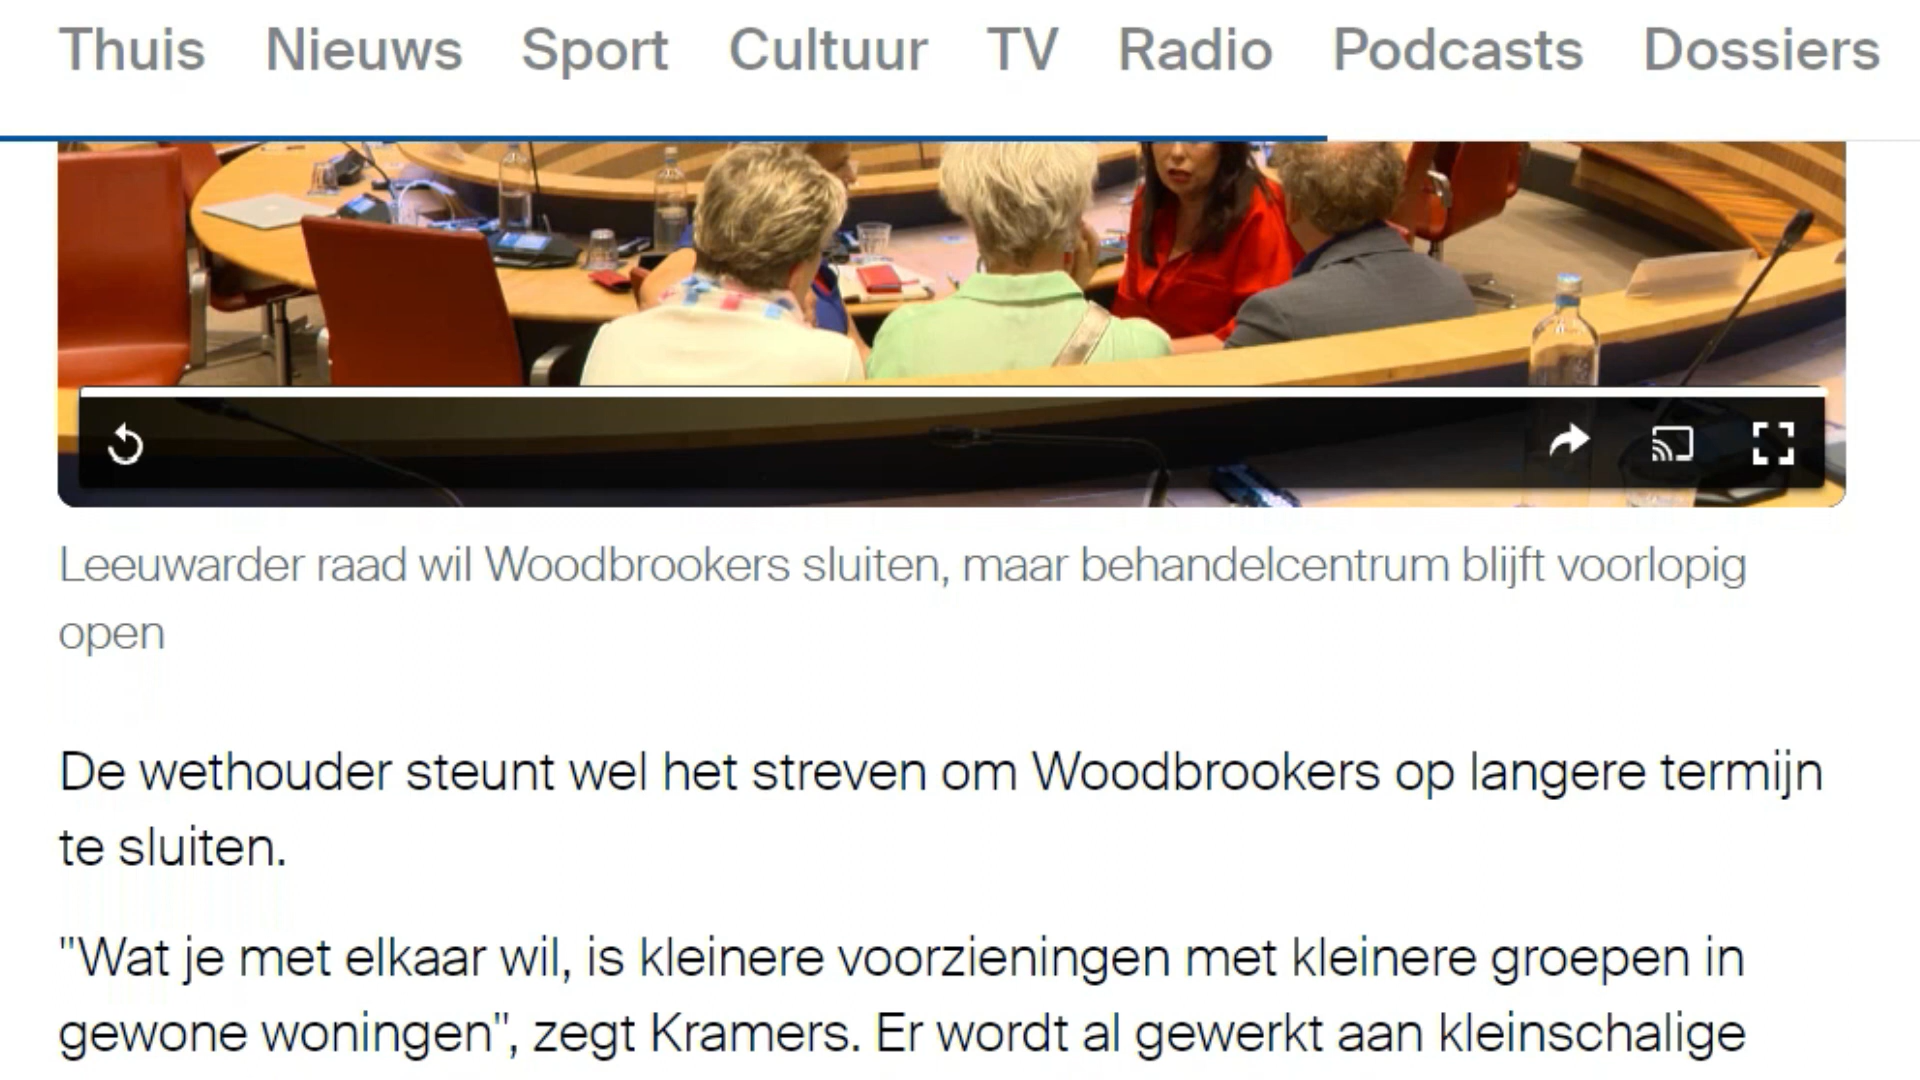 Thuis Nieuws Sport Cultuur TV Radio Podcasts Dossiers
Leeuwarder raad wil Woodbrookers sluiten, maar behandelcentrum blijft voorlopig
open
De wethouder steunt wel het streven om Woodbrookers op langere termijn
te sluiten.
"Wat je met elkaar wil, is kleinere voorzieningen met kleinere groepen in
gewone woningen", zegt Kramers. Er wordt al gewerkt aan kleinschalige